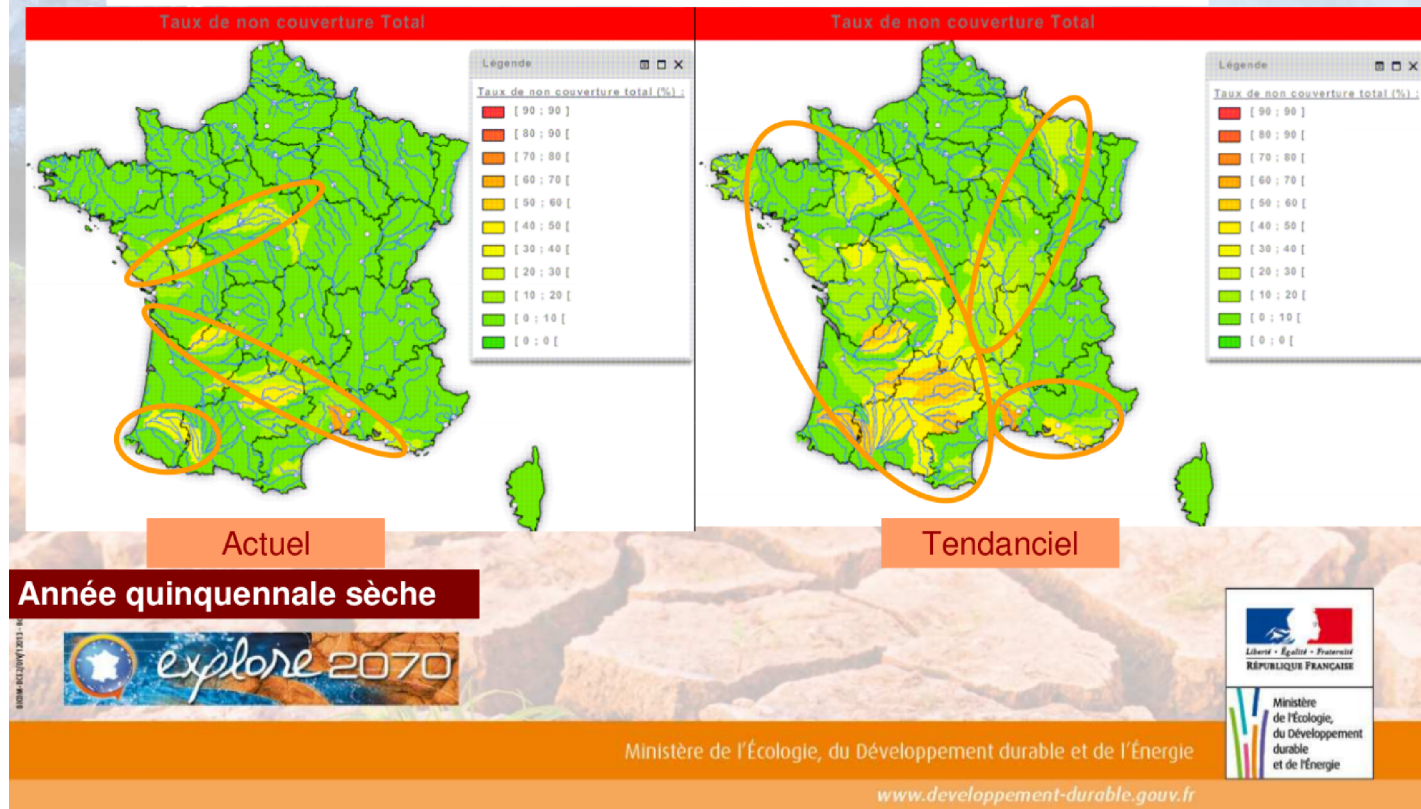 Taux de non couverture Total
Légende
Taux de non couverture total (%) :
[ 90 ; 90 ]
[ 80 ; 90 [
[ 70 ; 80 [
[ 60 ; 70 [
[ 50 ; 60 [
[ 40 ; 50 [
[ 30 ; 40 [
[ 20 ; 30 [
[ 10 ; 20 [
[ 0 ; 10 [
[ 0 ; 0 [
Actuel
Taux de non couverture Total
Légende
Taux de non couverture total (%) :
[ 90 ; 90 ]
[ 80 ; 90 [
[ 70 ; 80 [
[ 60 ; 70 [
[ 50 ; 60 [
[ 40 ; 50 [
[ 30 ; 40 [
[ 20 ; 30 [
[ 10 ; 20 [
[ 0 ; 10 [
[ 0 ; 0 [
Tendanciel
Année quinquennale sèche
explore 2070
Liberté • Égalité • Fraternité
RÉPUBLIQUE FRANÇAISE
Ministère
de l'Écologie,
du Développement
durable
et de l'Énergie
Ministère de l'Écologie, du Développement durable et de l'Énergie
www.developpement-durable.gouv.fr